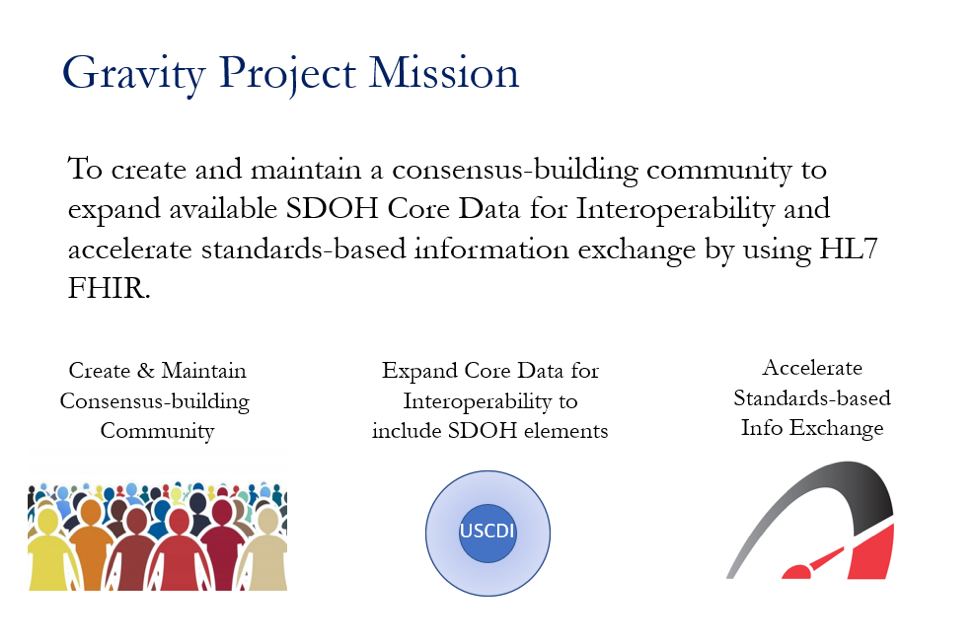 Gravity Project Mission
To create and maintain a consensus-building community to
expand available SDOH Core Data for Interoperability and
accelerate standards-based information exchange by using HL7
FHIR.
Create & Maintain
Consensus-building
Community
Expand Core Data for
Interoperability to
include SDOH elements
USCDI
Accelerate
Standards-based
Info Exchange